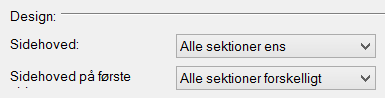 Design:
Sidehoved: Alle sektioner ens
Sidehoved på første Alle sektioner forskelligt